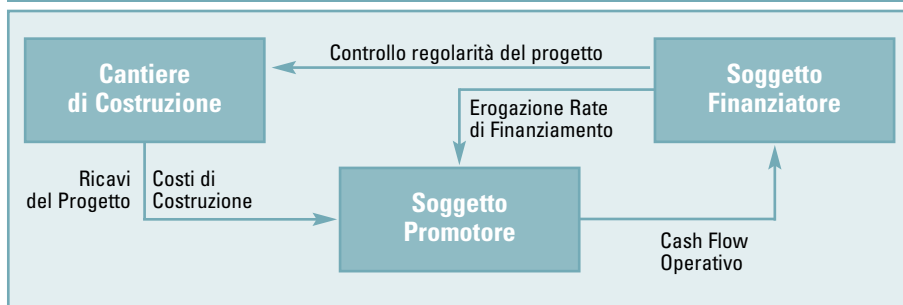 Controllo regolarità del progetto
Cantiere
di Costruzione
Soggetto
Finanziatore
Erogazione Rate
di Finanziamento
Ricavi
del Progetto
Costi di
Costruzione
Soggetto
Promotore
Cash Flow
Operativo